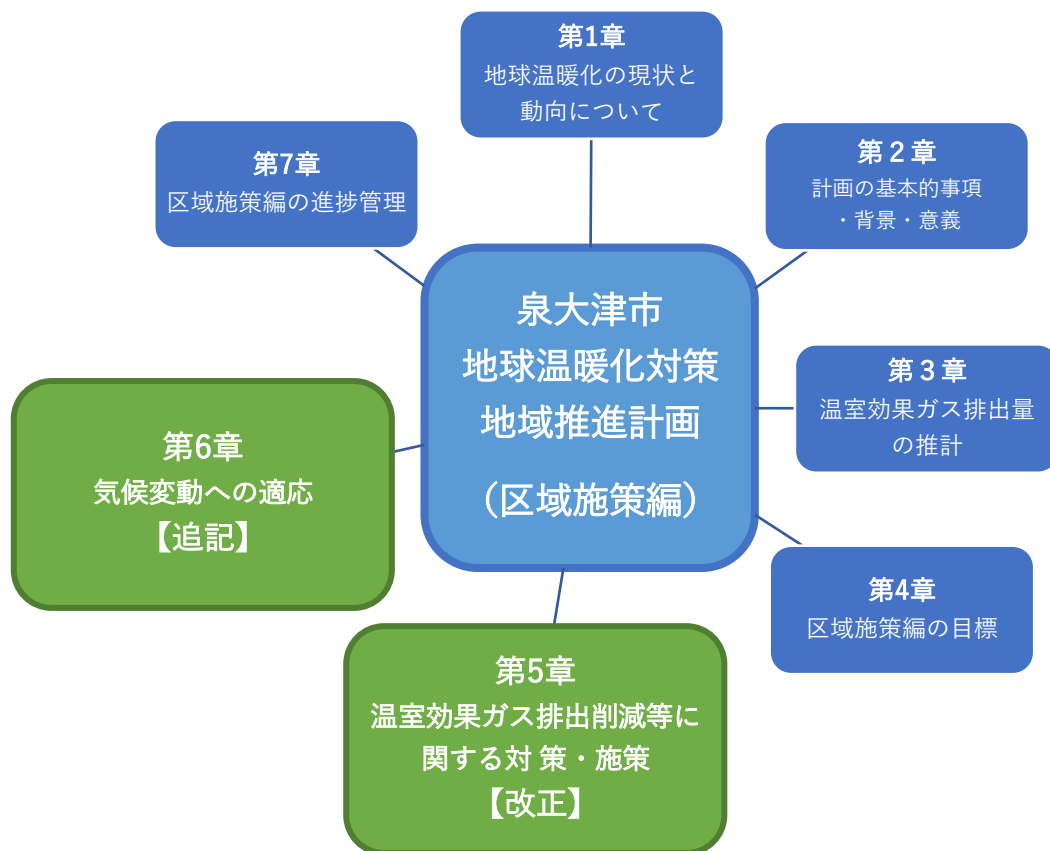 第1章
地球温暖化の現状と
動向について
第２章
計画の基本的事項
・背景・意義
第３章
温室効果ガス排出量
の推計
第4章
区域施策編の目標
第5章
温室効果ガス排出削減等に
関する対 策・施策
【改正】
第6章
気候変動への適応
【追記】
第7章
区域施策編の進捗管理
泉大津市
地球温暖化対策
地域推進計画
（区域施策編）